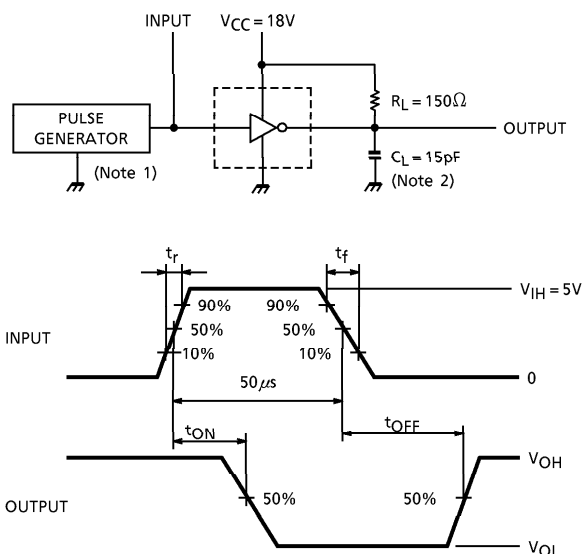 INPUT
VCC = 18V
RL = 150Ω
PULSE
GENERATOR
OUTPUT
CL = 15pF
(Note 1)
(Note 2)
tr
tf
VIH = 5V
90%
90%
INPUT
50%
50%
10%
10%
0
50μs
tON
tOFF
VOH
50%
50%
OUTPUT
VOL